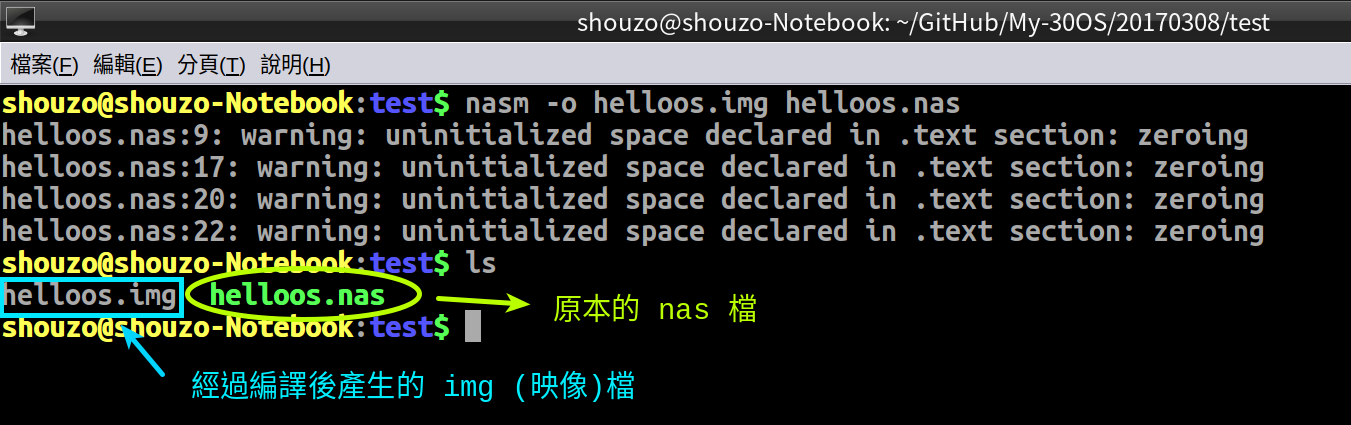 shouzo@shouzo-Notebook: ~/GitHub/My-30OS/20170308/test
檔案(F) 編輯(E) 分頁(T) 說明(H)
shouzo@shouzo-Notebook:test$ nasm -o helloos.img helloos.nas
helloos.nas:9: warning: uninitialized space declared in .text section: zeroing
helloos.nas:17: warning: uninitialized space declared in .text section: zeroing
helloos.nas:20: warning: uninitialized space declared in .text section: zeroing
helloos.nas:22: warning: uninitialized space declared in .text section: zeroing
shouzo@shouzo-Notebook:test$ ls
helloos.img helloos.nas
原本的 nas 檔
shouzo@shouzo-Notebook:test$
經過編譯後產生的 img (映像)檔